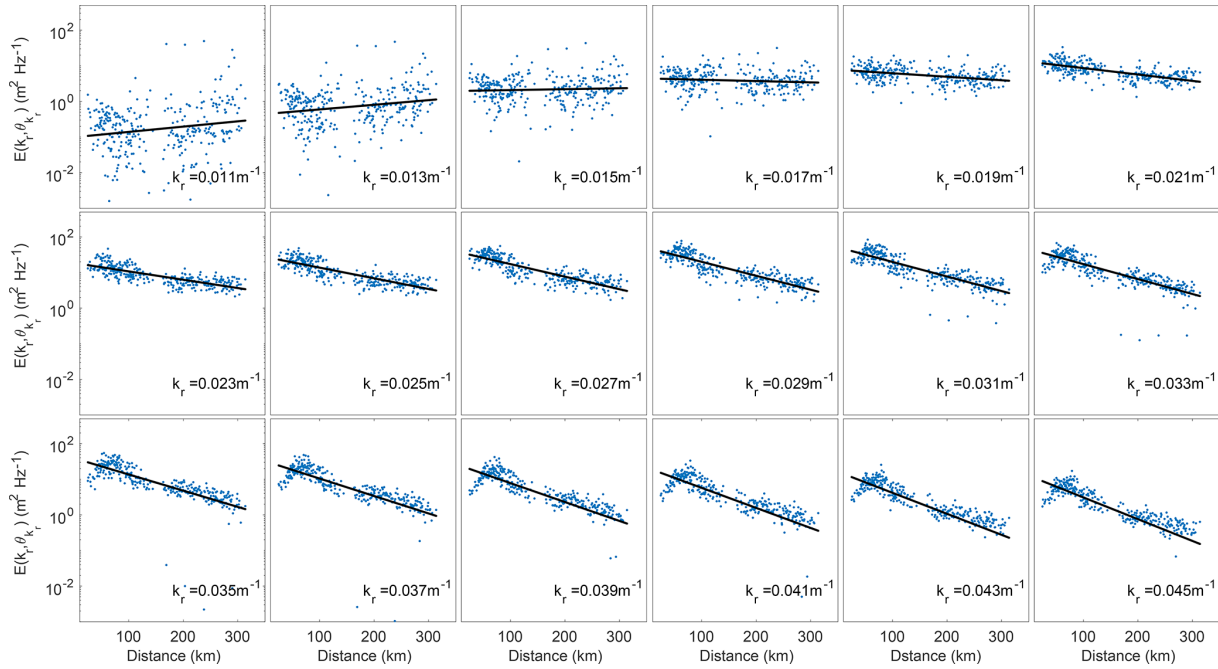 10^2
10^0
10^-2
E(k_r,θ_k_r) (m^2 Hz^-1)
k_r=0.011m^-1
k_r=0.013m^-1
k_r=0.015m^-1
k_r=0.017m^-1
k_r=0.019m^-1
k_r=0.021m^-1
10^2
10^0
10^-2
E(k_r,θ_k_r) (m^2 Hz^-1)
k_r=0.023m^-1
k_r=0.025m^-1
k_r=0.027m^-1
k_r=0.029m^-1
k_r=0.031m^-1
k_r=0.033m^-1
10^2
10^0
10^-2
E(k_r,θ_k_r) (m^2 Hz^-1)
k_r=0.035m^-1
k_r=0.037m^-1
k_r=0.039m^-1
k_r=0.041m^-1
k_r=0.043m^-1
k_r=0.045m^-1
100 200 300 100 200 300 100 200 300 100 200 300 100 200 300 100 200 300
Distance (km) Distance (km) Distance (km) Distance (km) Distance (km) Distance (km)